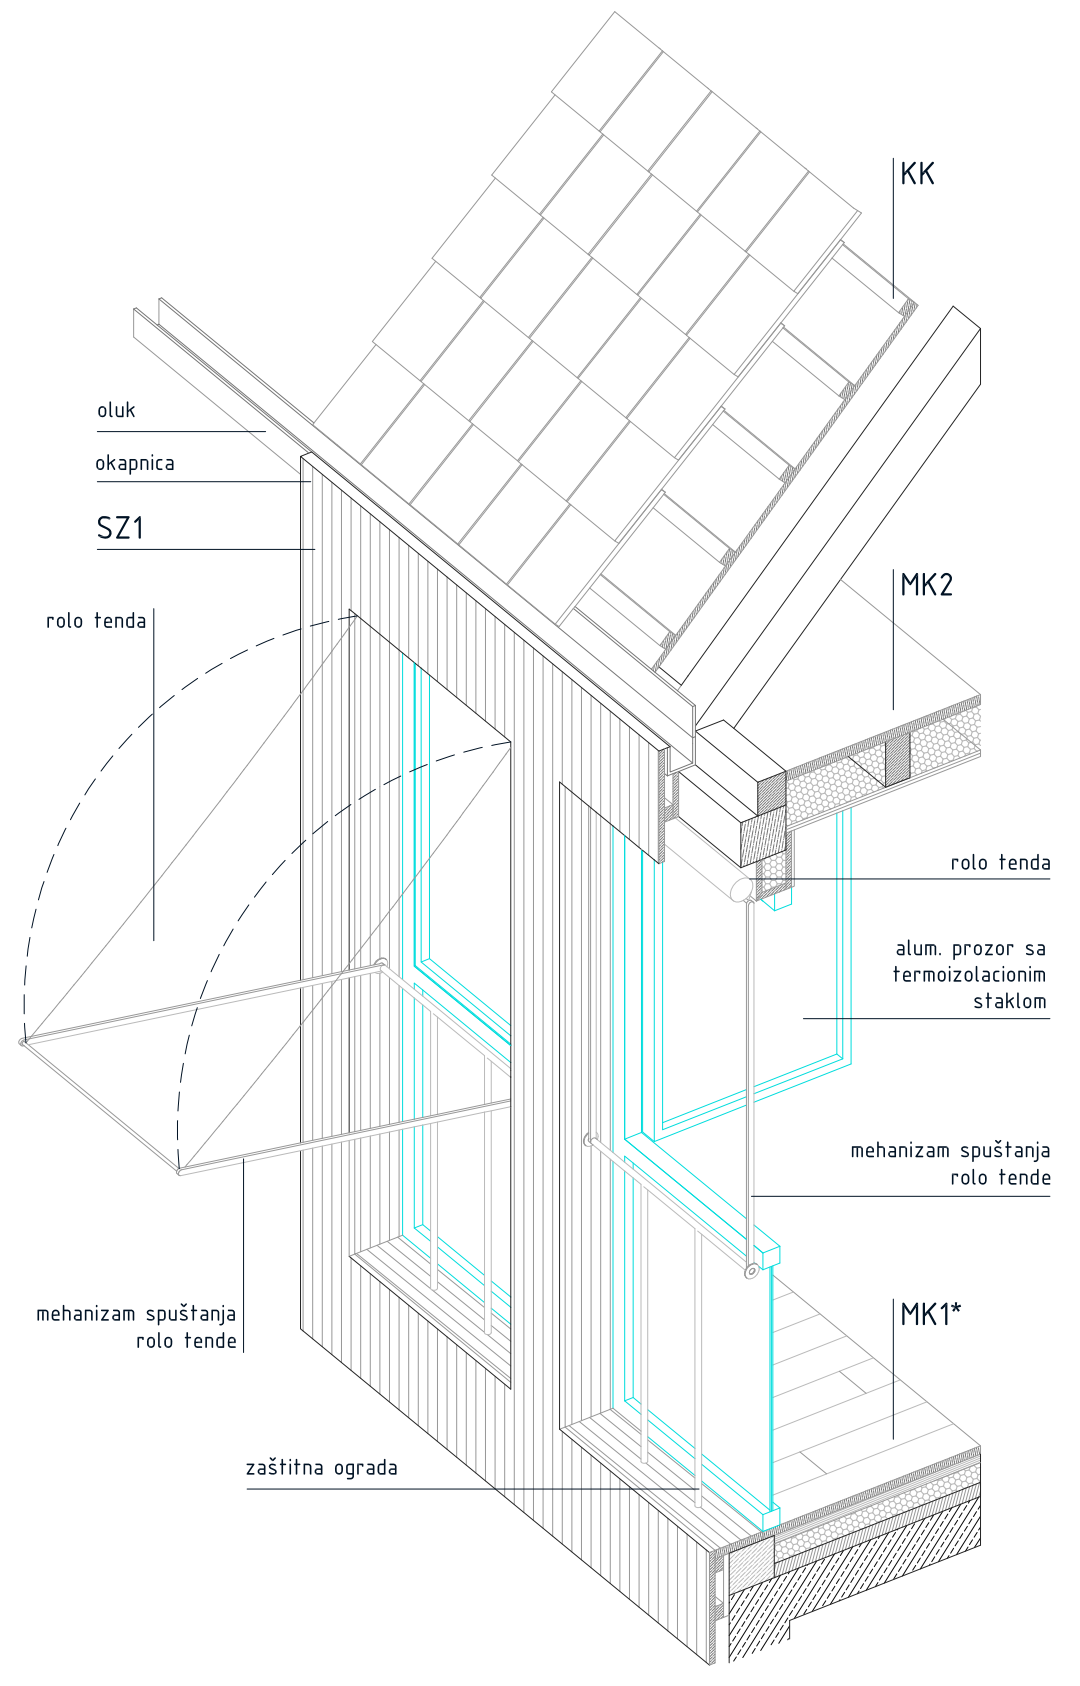 KK
oluk
okapnica
SZ1
MK2
rolo tenda
rolo tenda
alum. prozor sa
termoizolacionim
staklom
mehanizam spuštanja
rolo tende
mehanizam spuštanja
rolo tende
MK1*
zaštitna ograda